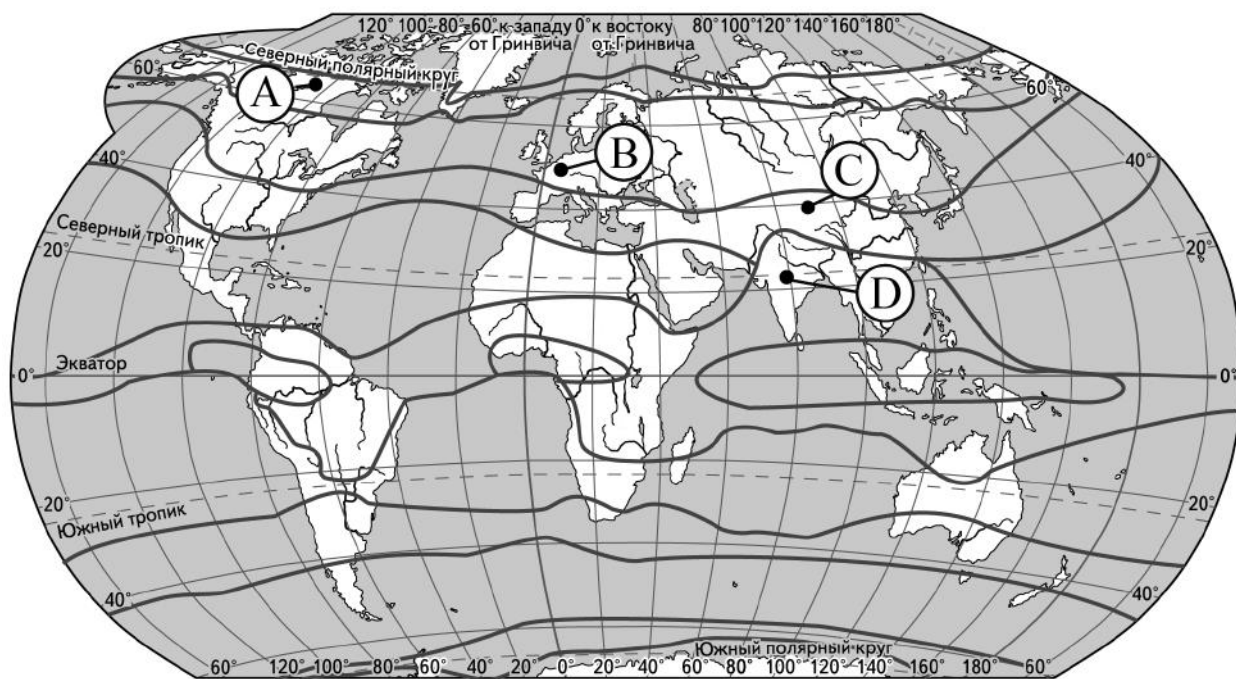 120° 100° 80° 60° к западу 0° к востоку 80 100° 120° 140° 160° 180°
от Гринвича от Гринвича
Северный полярный круг
60°
60°
A
B
C
40°
40°
Северный тропик
20°
20°
D
Экватор
0°
0°
20°
20°
Южный тропик
40°
40°
Южный полярный круг
60° 120° 100° 80° 60° 40° 20° 0° 20° 40° 60° 80° 100° 120° 140° 180° 60°